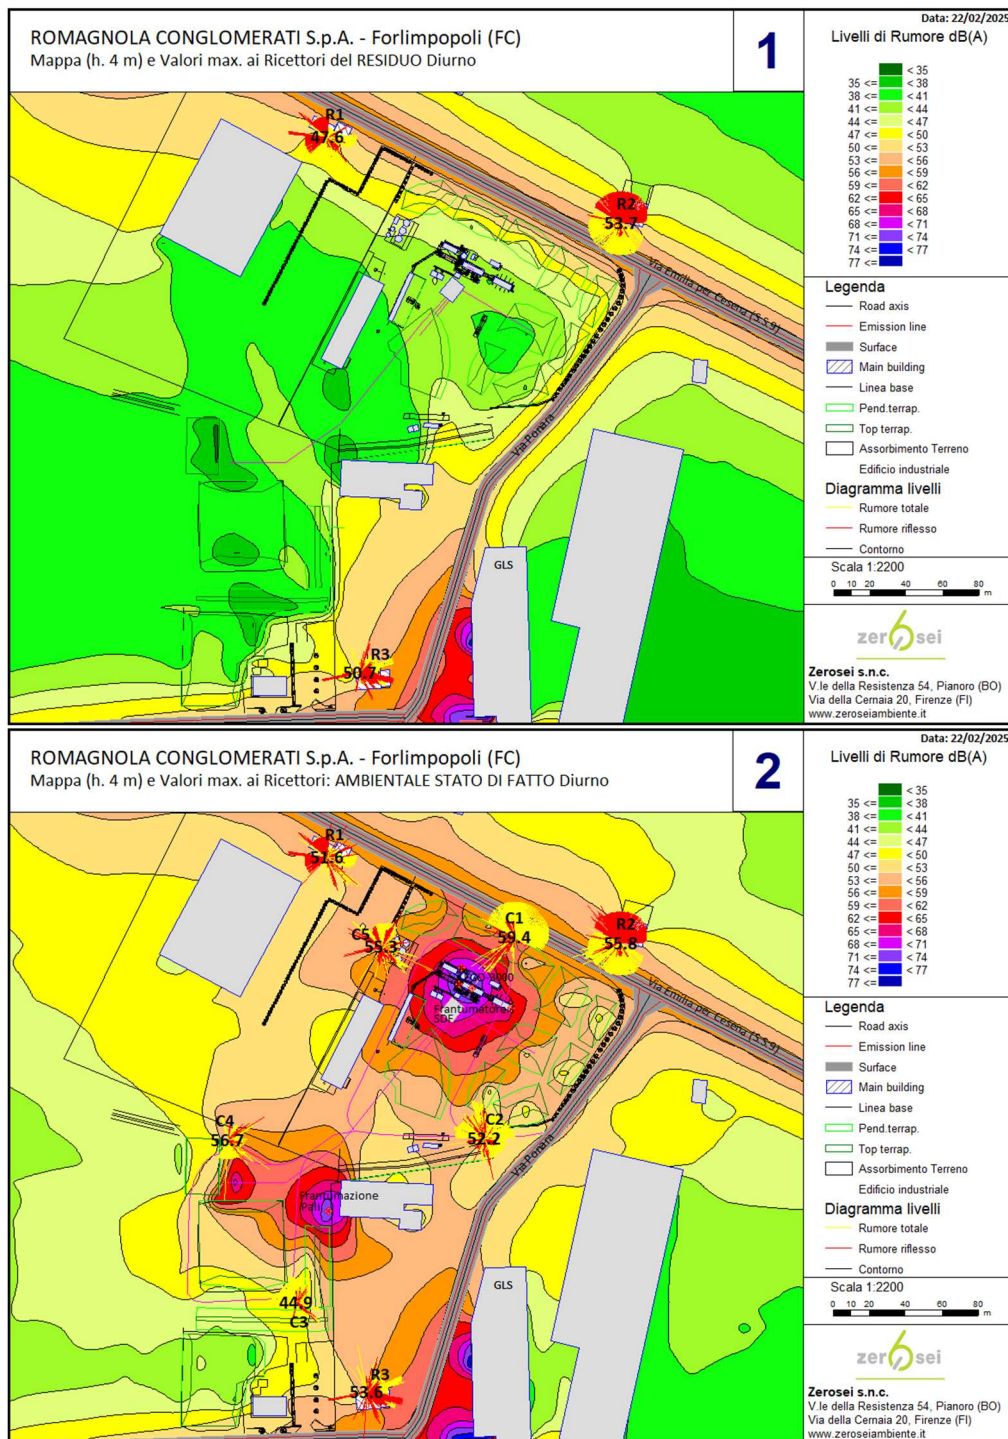 ROMAGNOLA CONGLOMERATI S.p.A. - Forlimpopoli (FC)
Mappa (h. 4 m) e Valori max. ai Ricettori del RESIDUO Diurno
1
Data: 22/02/2025
Livelli di Rumore dB(A)
< 35
35 <= < 38
38 <= < 41
41 <= < 44
44 <= < 47
47 <= < 50
50 <= < 53
53 <= < 56
56 <= < 59
59 <= < 62
62 <= < 65
65 <= < 68
68 <= < 71
71 <= < 74
74 <= < 77
77 <=
Legenda
Road axis
Emission line
Surface
Main building
Linea base
Pend.terrap.
Top terrap.
Assorbimento Terreno
Edificio industriale
Diagramma livelli
Rumore totale
Rumore riflesso
Contorno
Scala 1:2200
0 10 20 40 60 80
m
zer6sei
Zerosei s.n.c.
V.le della Resistenza 54, Pianoro (BO)
Via della Cernaia 20, Firenze (FI)
www.zeroseiambiente.it
R1
47.6
R2
53.7
Via Emilia per Cesena (S.S.9)
Via Ponara
GLS
R3
50.7
ROMAGNOLA CONGLOMERATI S.p.A. - Forlimpopoli (FC)
Mappa (h. 4 m) e Valori max. ai Ricettori: AMBIENTALE STATO DI FATTO Diurno
2
Data: 22/02/2025
Livelli di Rumore dB(A)
< 35
35 <= < 38
38 <= < 41
41 <= < 44
44 <= < 47
47 <= < 50
50 <= < 53
53 <= < 56
56 <= < 59
59 <= < 62
62 <= < 65
65 <= < 68
68 <= < 71
71 <= < 74
74 <= < 77
77 <=
Legenda
Road axis
Emission line
Surface
Main building
Linea base
Pend.terrap.
Top terrap.
Assorbimento Terreno
Edificio industriale
Diagramma livelli
Rumore totale
Rumore riflesso
Contorno
Scala 1:2200
0 10 20 40 60 80
m
zer6sei
Zerosei s.n.c.
V.le della Resistenza 54, Pianoro (BO)
Via della Cernaia 20, Firenze (FI)
www.zeroseiambiente.it
R1
51.6
C5
55.3
C1
59.4
R2
55.8
Frantumatore
SDF
Via Emilia per Cesena (S.S.9)
C4
56.7
C2
52.2
Via Ponara
Frantumazione
Pali
GLS
44.9
C3
R3
53.6